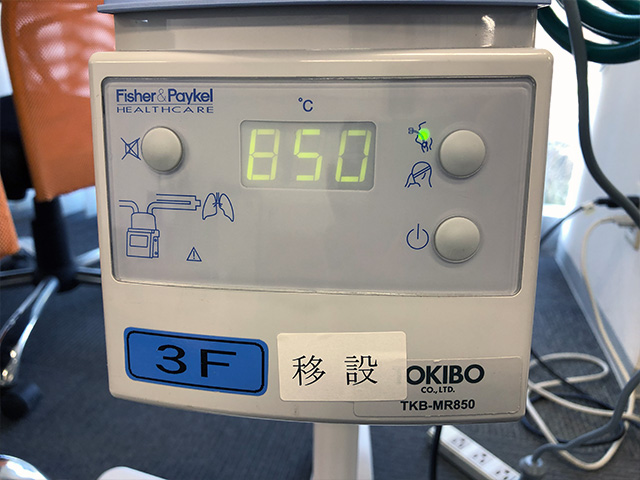 Fisher & Paykel
HEALTHCARE
°C
850
3F
移設
OKIBO
CO., LTD.
TKB-MR850